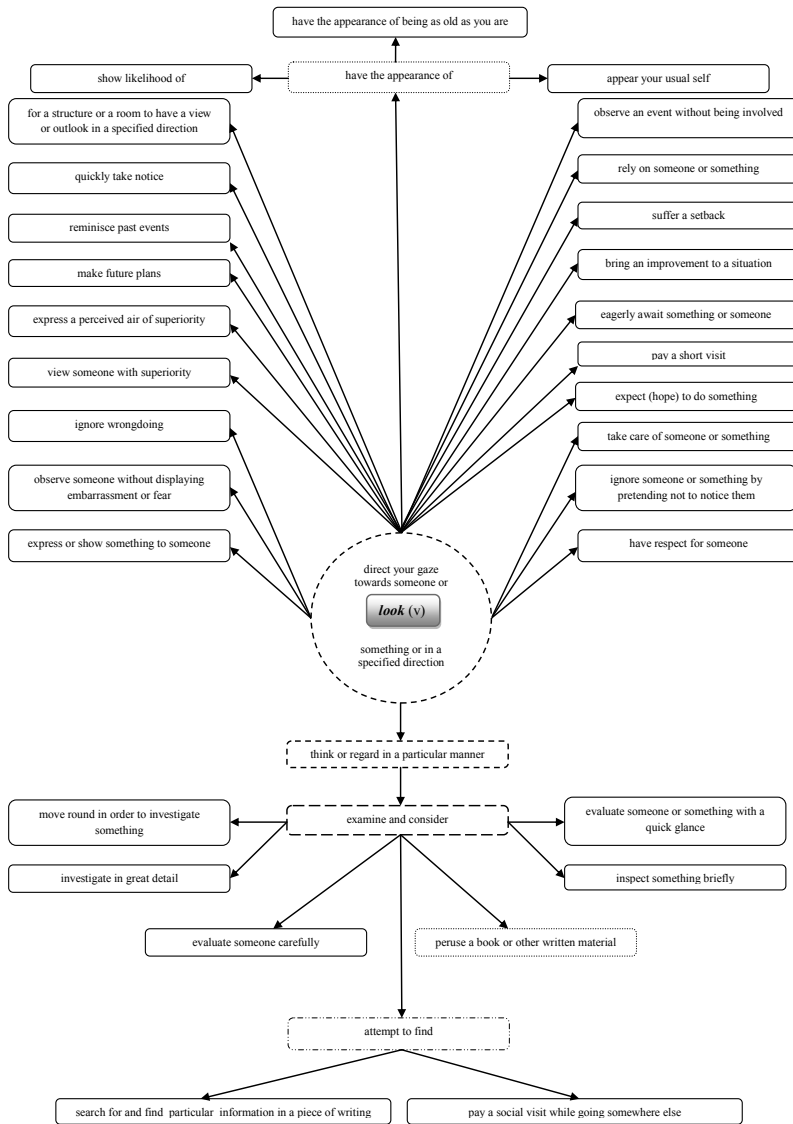 have the appearance of being as old as you are
show likelihood of
have the appearance of
appear your usual self
for a structure or a room to have a view
or outlook in a specified direction
quickly take notice
reminisce past events
make future plans
express a perceived air of superiority
view someone with superiority
ignore wrongdoing
observe someone without displaying
embarrassment or fear
express or show something to someone
observe an event without being involved
rely on someone or something
suffer a setback
bring an improvement to a situation
eagerly await something or someone
pay a short visit
expect (hope) to do something
take care of someone or something
ignore someone or something by
pretending not to notice them
have respect for someone
direct your gaze
towards someone or
look (v)
something or in a
specified direction
think or regard in a particular manner
move round in order to investigate
something
examine and consider
evaluate someone or something with a
quick glance
investigate in great detail
inspect something briefly
evaluate someone carefully
peruse a book or other written material
attempt to find
search for and find particular information in a piece of writing
pay a social visit while going somewhere else